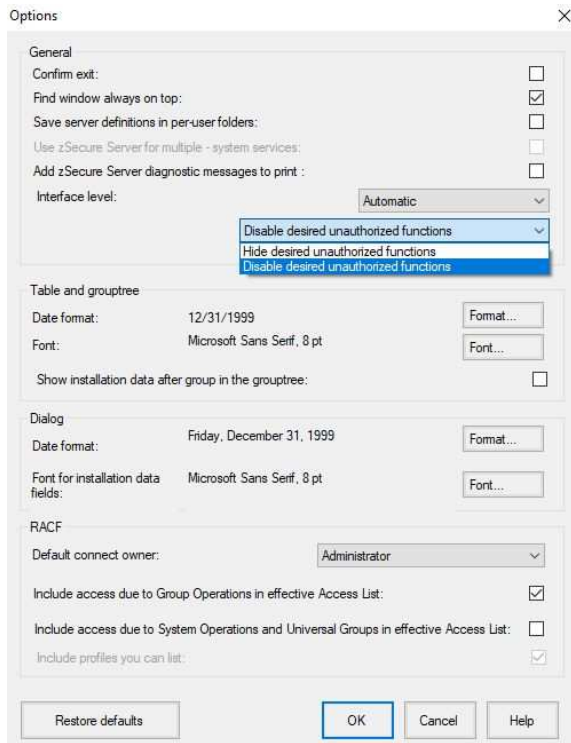 Options
General
Confirm exit:
Find window always on top:
Save server definitions in per-user folders:
Use zSecure Server for multiple - system services:
Add zSecure Server diagnostic messages to print :
Interface level:
Automatic
Disable desired unauthorized functions
Hide desired unauthorized functions
Disable desired unauthorized functions
Table and grouptree
Date format:
12/31/1999
Format...
Font:
Microsoft Sans Serif, 8 pt
Font...
Show installation data after group in the grouptree:
Dialog
Date format:
Friday, December 31, 1999
Format...
Font for installation data
fields:
Microsoft Sans Serif, 8 pt
Font...
RACF
Default connect owner:
Administrator
Include access due to Group Operations in effective Access List:
Include access due to System Operations and Universal Groups in effective Access List:
Include profiles you can list:
Restore defaults
OK
Cancel
Help